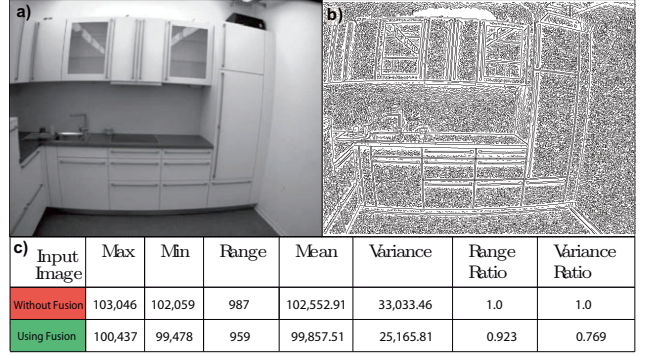 a)
b)
c) Input Image Max Min Range Mean Variance Range Ratio Variance Ratio
Without Fusion 103,046 102,059 987 102,552.91 33,033.46 1.0 1.0
Using Fusion 100,437 99,478 959 99,857.51 25,165.81 0.923 0.769